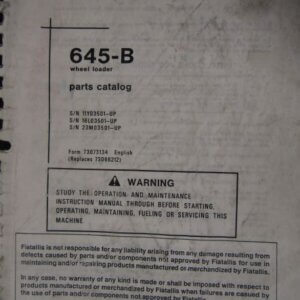 645-B
wheel loader
parts catalog
S/N 11Y03501-UP
S/N 16L03501-UP
S/N 22M03501-UP
Form 73073134 English
(Replaces 73066212)
WARNING
STUDY THE OPERATION AND MAINTENANCE
INSTRUCTION MANUAL THROUGH BEFORE STARTING,
OPERATING, MAINTAINING, FUELING OR SERVICING THIS
MACHINE
Fiatallis is not responsible for any liability arising from any damage resulting from
defects caused by parts and/or components not approved by Fiatallis for use in
maintaining and/or repairing products manufactured or merchandized by Fiatallis.
In any case, no warranty of any kind is made or shall be imposed with respect to
products manufactured or merchandized by Fiatallis when failures are caused by
the use of parts and/or components not approved by Fiatallis.